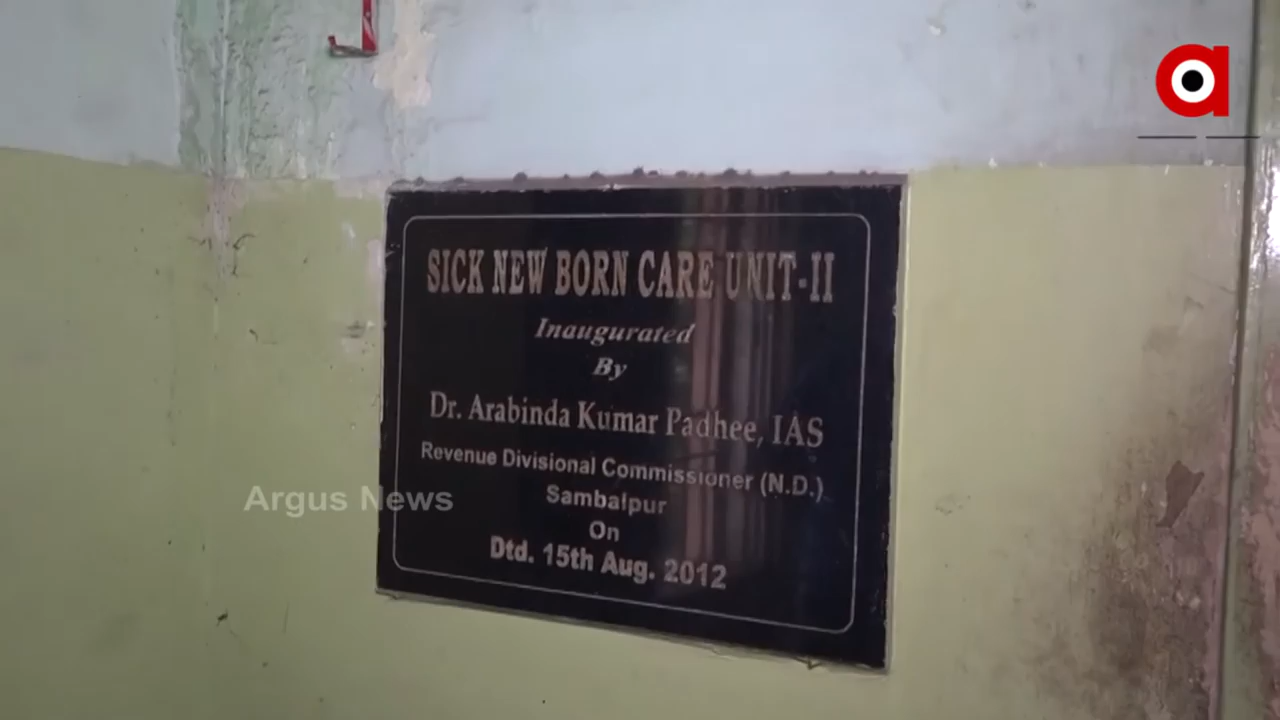 SICK NEW BORN CARE UNIT-II
Inaugurated
By
Dr. Arabinda Kumar Padhee, IAS
Revenue Divisional Commissioner (N.D.)
Sambalpur
On
Dtd. 15th Aug. 2012
Argus News